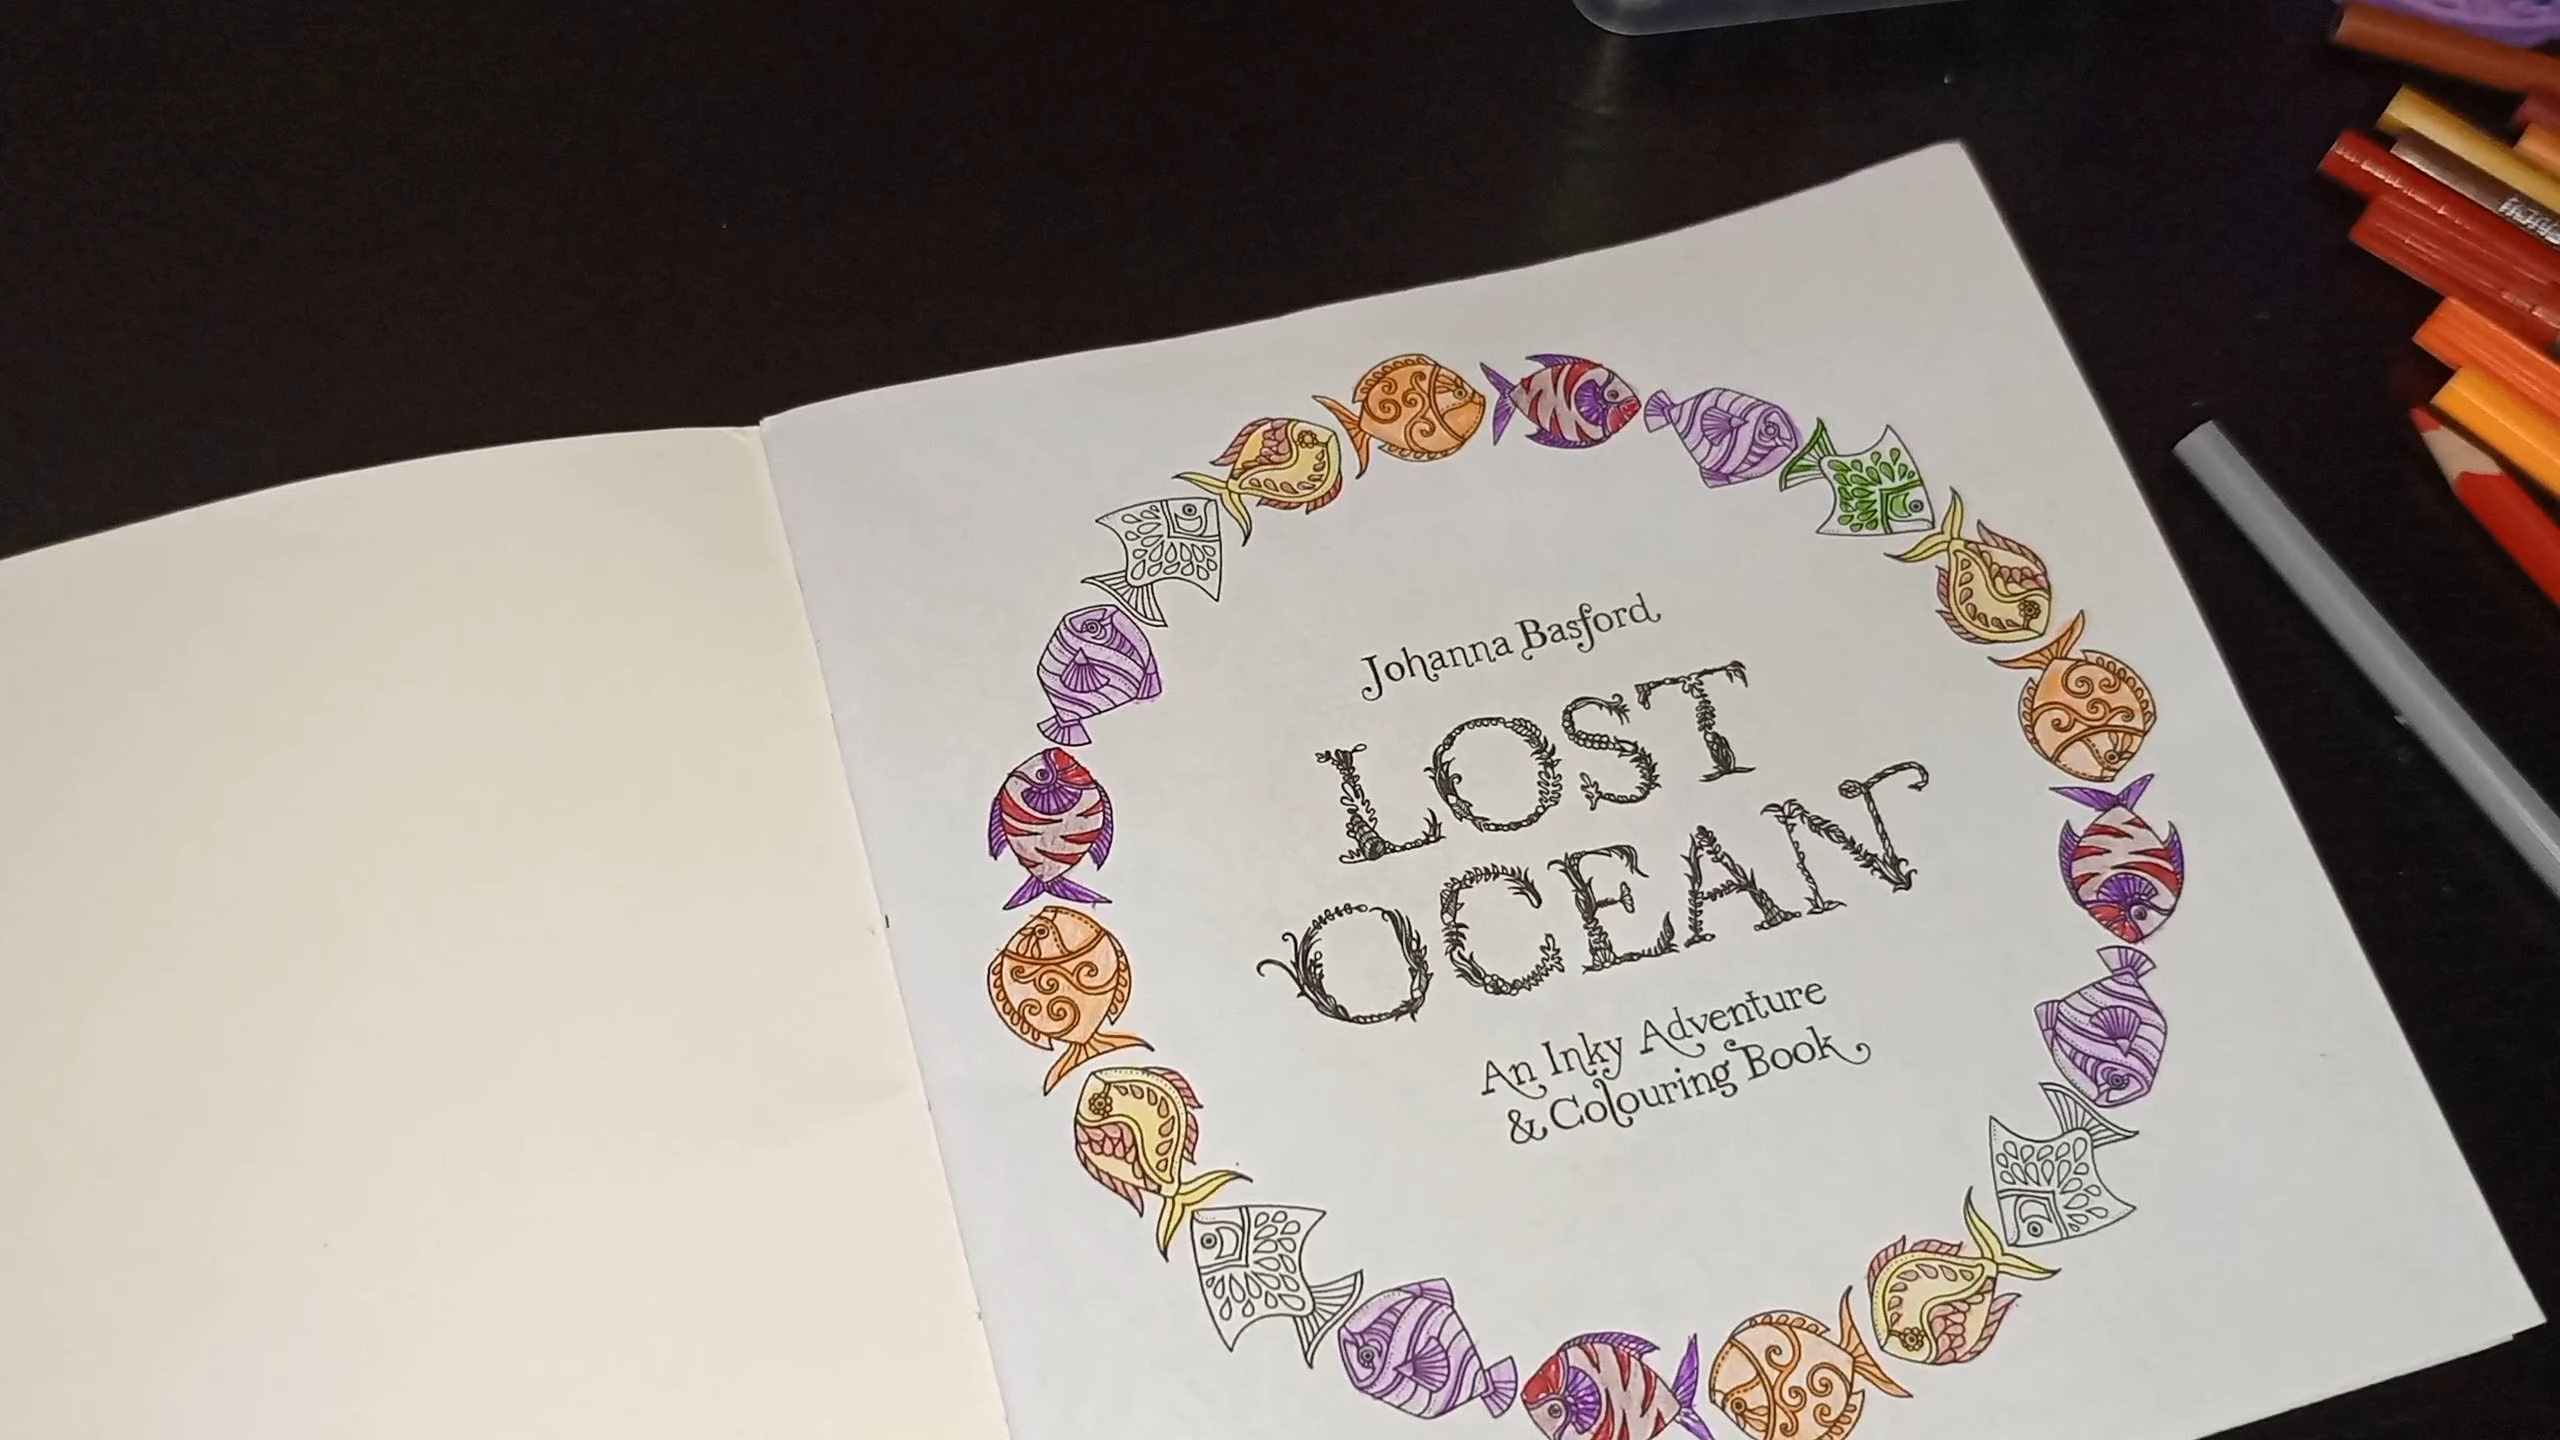 Johanna Basford
LOST
OCEAN
An Inky Adventure
& Colouring Book